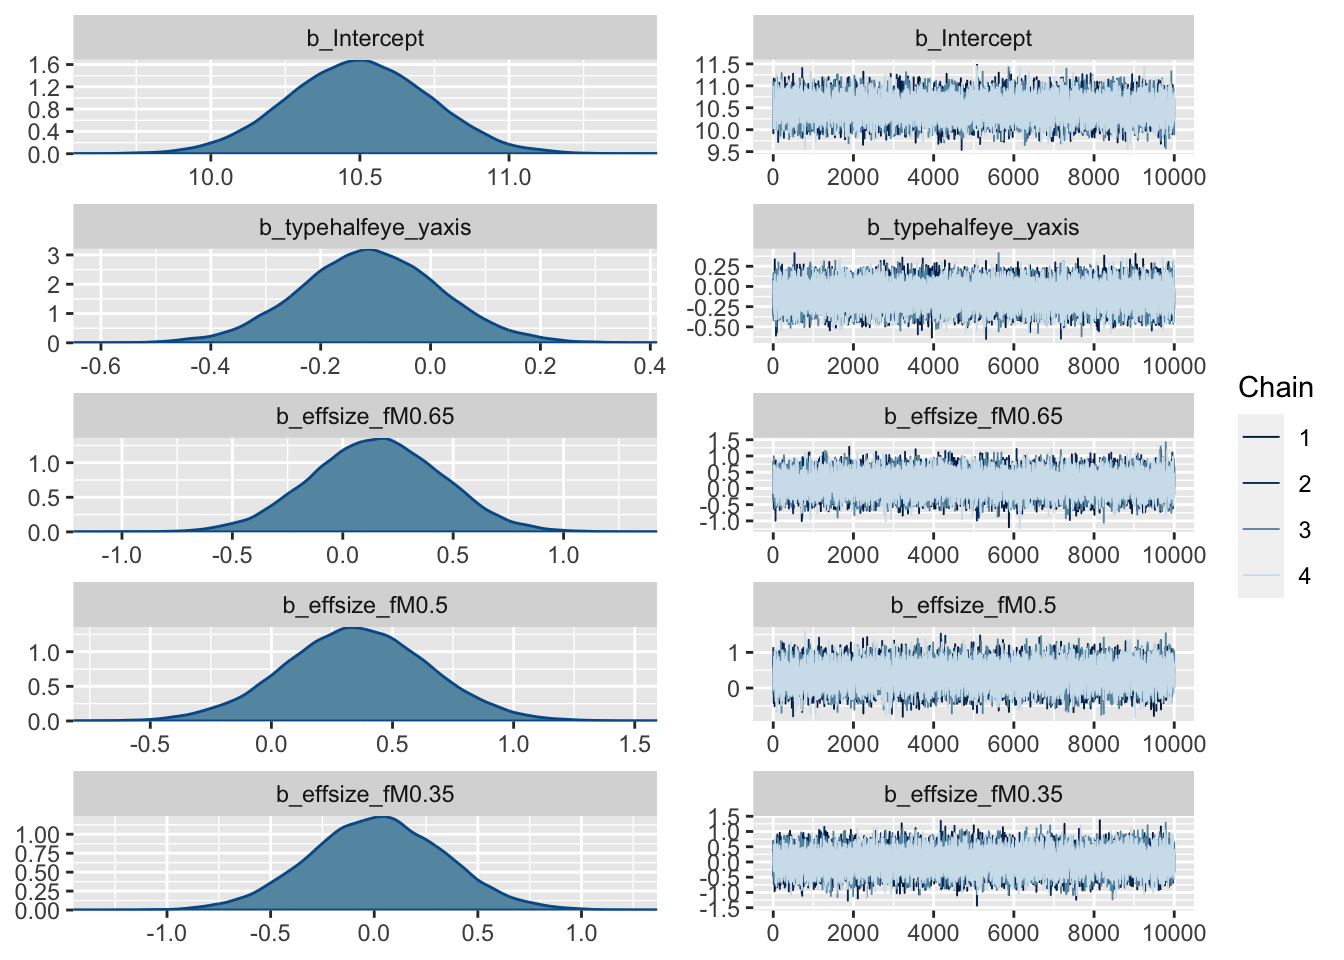 b_Intercept
1.6
1.2
0.8
0.4
0.0
10.0 10.5 11.0
b_Intercept
11.5
11.0
10.5
10.0
9.5
0 2000 4000 6000 8000 10000
b_typehalfeye_yaxis
3
2
1
0
-0.6 -0.4 -0.2 0.0 0.2 0.4
b_typehalfeye_yaxis
0.25
0.00
-0.25
-0.50
0 2000 4000 6000 8000 10000
b_effsize_fM0.65
1.0
0.5
0.0
-1.0 -0.5 0.0 0.5 1.0
b_effsize_fM0.65
1.5
1.0
0.5
0.0
-0.5
-1.0
0 2000 4000 6000 8000 10000
b_effsize_fM0.5
1.0
0.5
0.0
-0.5 0.0 0.5 1.0 1.5
b_effsize_fM0.5
1
0
0 2000 4000 6000 8000 10000
b_effsize_fM0.35
1.00
0.75
0.50
0.25
0.00
-1.0 -0.5 0.0 0.5 1.0
b_effsize_fM0.35
1.5
1.0
0.5
0.0
-0.5
-1.0
-1.5
0 2000 4000 6000 8000 10000
Chain
1
2
3
4